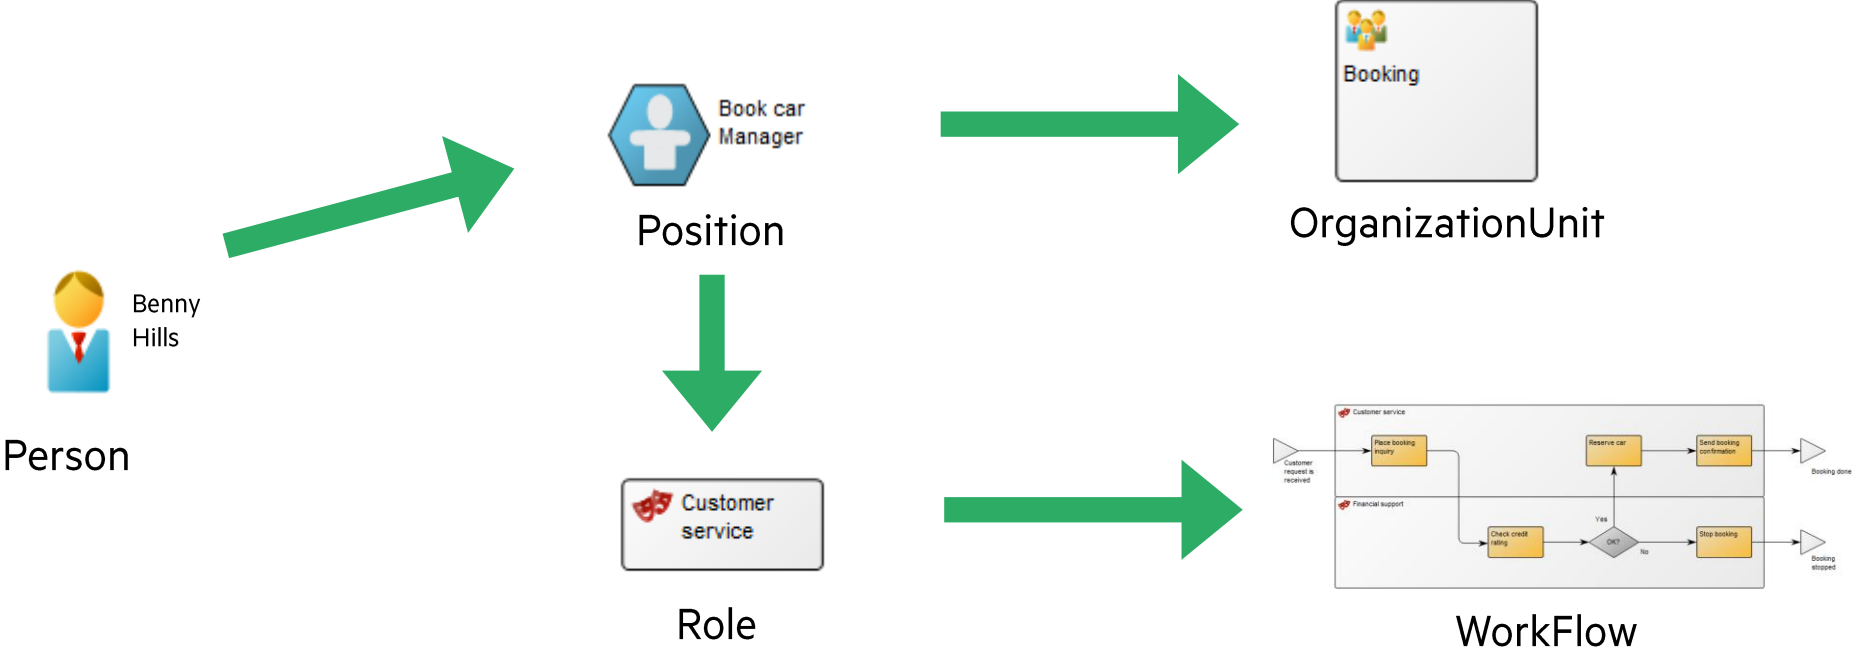 Benny
Hills
Person
Book car
Manager
Position
Booking
OrganizationUnit
Customer
service
Role
Customer service
Customer
request is
received
Place booking
inquiry
Reserve car
Send booking
confirmation
Booking done
Financial support
Check credit
rating
OK?
Yes
No
Stop booking
Booking
stopped
WorkFlow